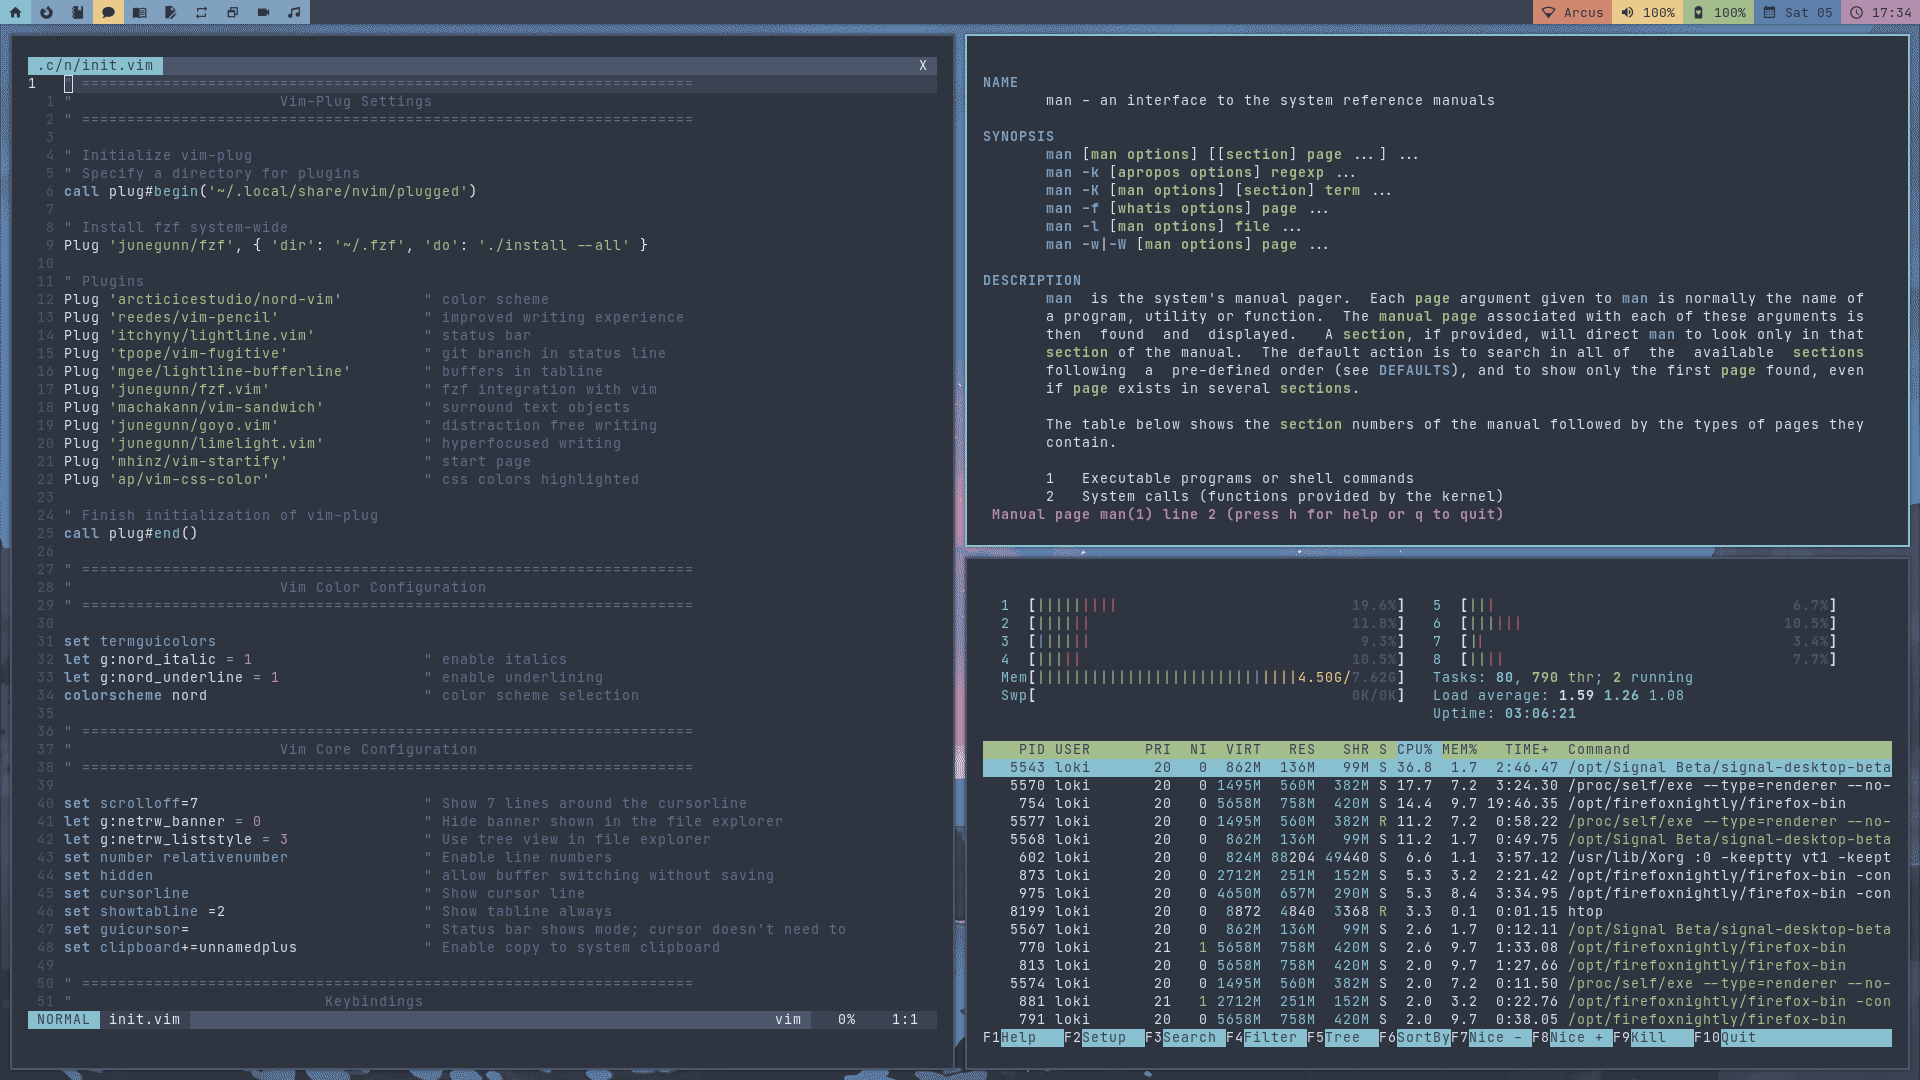 Arcus 100% 100% Sat 05 17:34
.c/n/init.vim X
1 " ====================================================================
1 " Vim-Plug Settings
2 " ====================================================================
3
4 " Initialize vim-plug
5 " Specify a directory for plugins
6 call plug#begin('~/.local/share/nvim/plugged')
7
8 " Install fzf system-wide
9 Plug 'junegunn/fzf', { 'dir': '~/.fzf', 'do': './install --all' }
10
11 " Plugins
12 Plug 'arcticicestudio/nord-vim' " color scheme
13 Plug 'reedes/vim-pencil' " improved writing experience
14 Plug 'itchyny/lightline.vim' " status bar
15 Plug 'tpope/vim-fugitive' " git branch in status line
16 Plug 'mgee/lightline-bufferline' " buffers in tabline
17 Plug 'junegunn/fzf.vim' " fzf integration with vim
18 Plug 'machakann/vim-sandwich' " surround text objects
19 Plug 'junegunn/goyo.vim' " distraction free writing
20 Plug 'junegunn/limelight.vim' " hyperfocused writing
21 Plug 'mhinz/vim-startify' " start page
22 Plug 'ap/vim-css-color' " css colors highlighted
23
24 " Finish initialization of vim-plug
25 call plug#end()
26
27 " ====================================================================
28 " Vim Color Configuration
29 " ====================================================================
30
31 set termguicolors
32 let g:nord_italic = 1 " enable italics
33 let g:nord_underline = 1 " enable underlining
34 colorscheme nord " color scheme selection
35
36 " ====================================================================
37 " Vim Core Configuration
38 " ====================================================================
39
40 set scrolloff=7 " Show 7 lines around the cursorline
41 let g:netrw_banner = 0 " Hide banner shown in the file explorer
42 let g:netrw_liststyle = 3 " Use tree view in file explorer
43 set number relativenumber " Enable line numbers
44 set hidden " allow buffer switching without saving
45 set cursorline " Show cursor line
46 set showtabline =2 " Show tabline always
47 set guicursor= " Status bar shows mode; cursor doesn't need to
48 set clipboard+=unnamedplus " Enable copy to system clipboard
49
50 " ====================================================================
51 " Keybindings
NORMAL init.vim vim 0% 1:1
NAME
man - an interface to the system reference manuals
SYNOPSIS
man [man options] [[section] page ...] ...
man -k [apropos options] regexp ...
man -K [man options] [section] term ...
man -f [whatis options] page ...
man -l [man options] file ...
man -w|-W [man options] page ...
DESCRIPTION
man is the system's manual pager. Each page argument given to man is normally the name of
a program, utility or function. The manual page associated with each of these arguments is
then found and displayed. A section, if provided, will direct man to look only in that
section of the manual. The default action is to search in all of the available sections
following a pre-defined order (see DEFAULTS), and to show only the first page found, even
if page exists in several sections.
The table below shows the section numbers of the manual followed by the types of pages they
contain.
1 Executable programs or shell commands
2 System calls (functions provided by the kernel)
Manual page man(1) line 2 (press h for help or q to quit)
1 [||||||||| 19.6%] 5 [||| 6.7%]
2 [|||||| 11.8%] 6 [|||||| 10.5%]
3 [|||||| 9.3%] 7 [|| 3.4%]
4 [||||| 10.5%] 8 [|||| 7.7%]
Mem[|||||||||||||||||||||||||||||4.50G/7.62G] Tasks: 80, 790 thr; 2 running
Swp[ 0K/0K] Load average: 1.59 1.26 1.08
Uptime: 03:06:21
PID USER PRI NI VIRT RES SHR S CPU% MEM% TIME+ Command
5543 loki 20 0 862M 136M 99M S 36.8 1.7 2:46.47 /opt/Signal Beta/signal-desktop-beta
5570 loki 20 0 1495M 560M 382M S 17.7 7.2 3:24.30 /proc/self/exe --type=renderer --no-
754 loki 20 0 5658M 758M 420M S 14.4 9.7 19:46.35 /opt/firefoxnightly/firefox-bin
5577 loki 20 0 1495M 560M 382M R 11.2 7.2 0:58.22 /proc/self/exe --type=renderer --no-
5568 loki 20 0 862M 136M 99M S 11.2 1.7 0:49.75 /opt/Signal Beta/signal-desktop-beta
602 loki 20 0 824M 88204 49440 S 6.6 1.1 3:57.12 /usr/lib/Xorg :0 -keeptty vt1 -keept
873 loki 20 0 2712M 251M 152M S 5.3 3.2 2:21.42 /opt/firefoxnightly/firefox-bin -con
975 loki 20 0 4650M 657M 290M S 5.3 8.4 3:34.95 /opt/firefoxnightly/firefox-bin -con
8199 loki 20 0 8872 4840 3368 R 3.3 0.1 0:01.15 htop
5567 loki 20 0 862M 136M 99M S 2.6 1.7 0:12.11 /opt/Signal Beta/signal-desktop-beta
770 loki 21 1 5658M 758M 420M S 2.6 9.7 1:33.08 /opt/firefoxnightly/firefox-bin
813 loki 20 0 5658M 758M 420M S 2.0 9.7 1:27.66 /opt/firefoxnightly/firefox-bin
5574 loki 20 0 1495M 560M 382M S 2.0 7.2 0:11.50 /proc/self/exe --type=renderer --no-
881 loki 21 1 2712M 251M 152M S 2.0 3.2 0:22.76 /opt/firefoxnightly/firefox-bin -con
791 loki 20 0 5658M 758M 420M S 2.0 9.7 0:38.05 /opt/firefoxnightly/firefox-bin
F1Help F2Setup F3Search F4Filter F5Tree F6SortBy F7Nice - F8Nice + F9Kill F10Quit